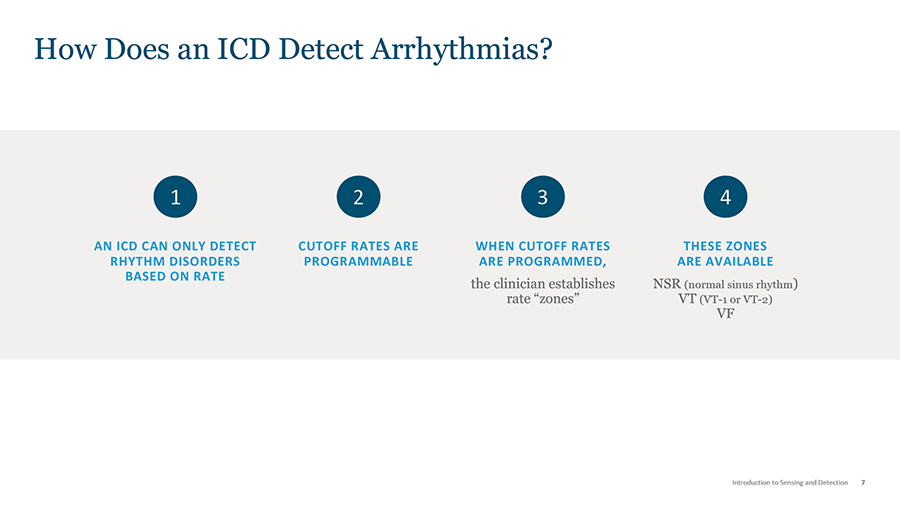 How Does an ICD Detect Arrhythmias?
1
AN ICD CAN ONLY DETECT
RHYTHM DISORDERS
BASED ON RATE
2
CUTOFF RATES ARE
PROGRAMMABLE
3
WHEN CUTOFF RATES
ARE PROGRAMMED,
the clinician establishes
rate “zones”
4
THESE ZONES
ARE AVAILABLE
NSR (normal sinus rhythm)
VT (VT-1 or VT-2)
VF
Introduction to Sensing and Detection 7